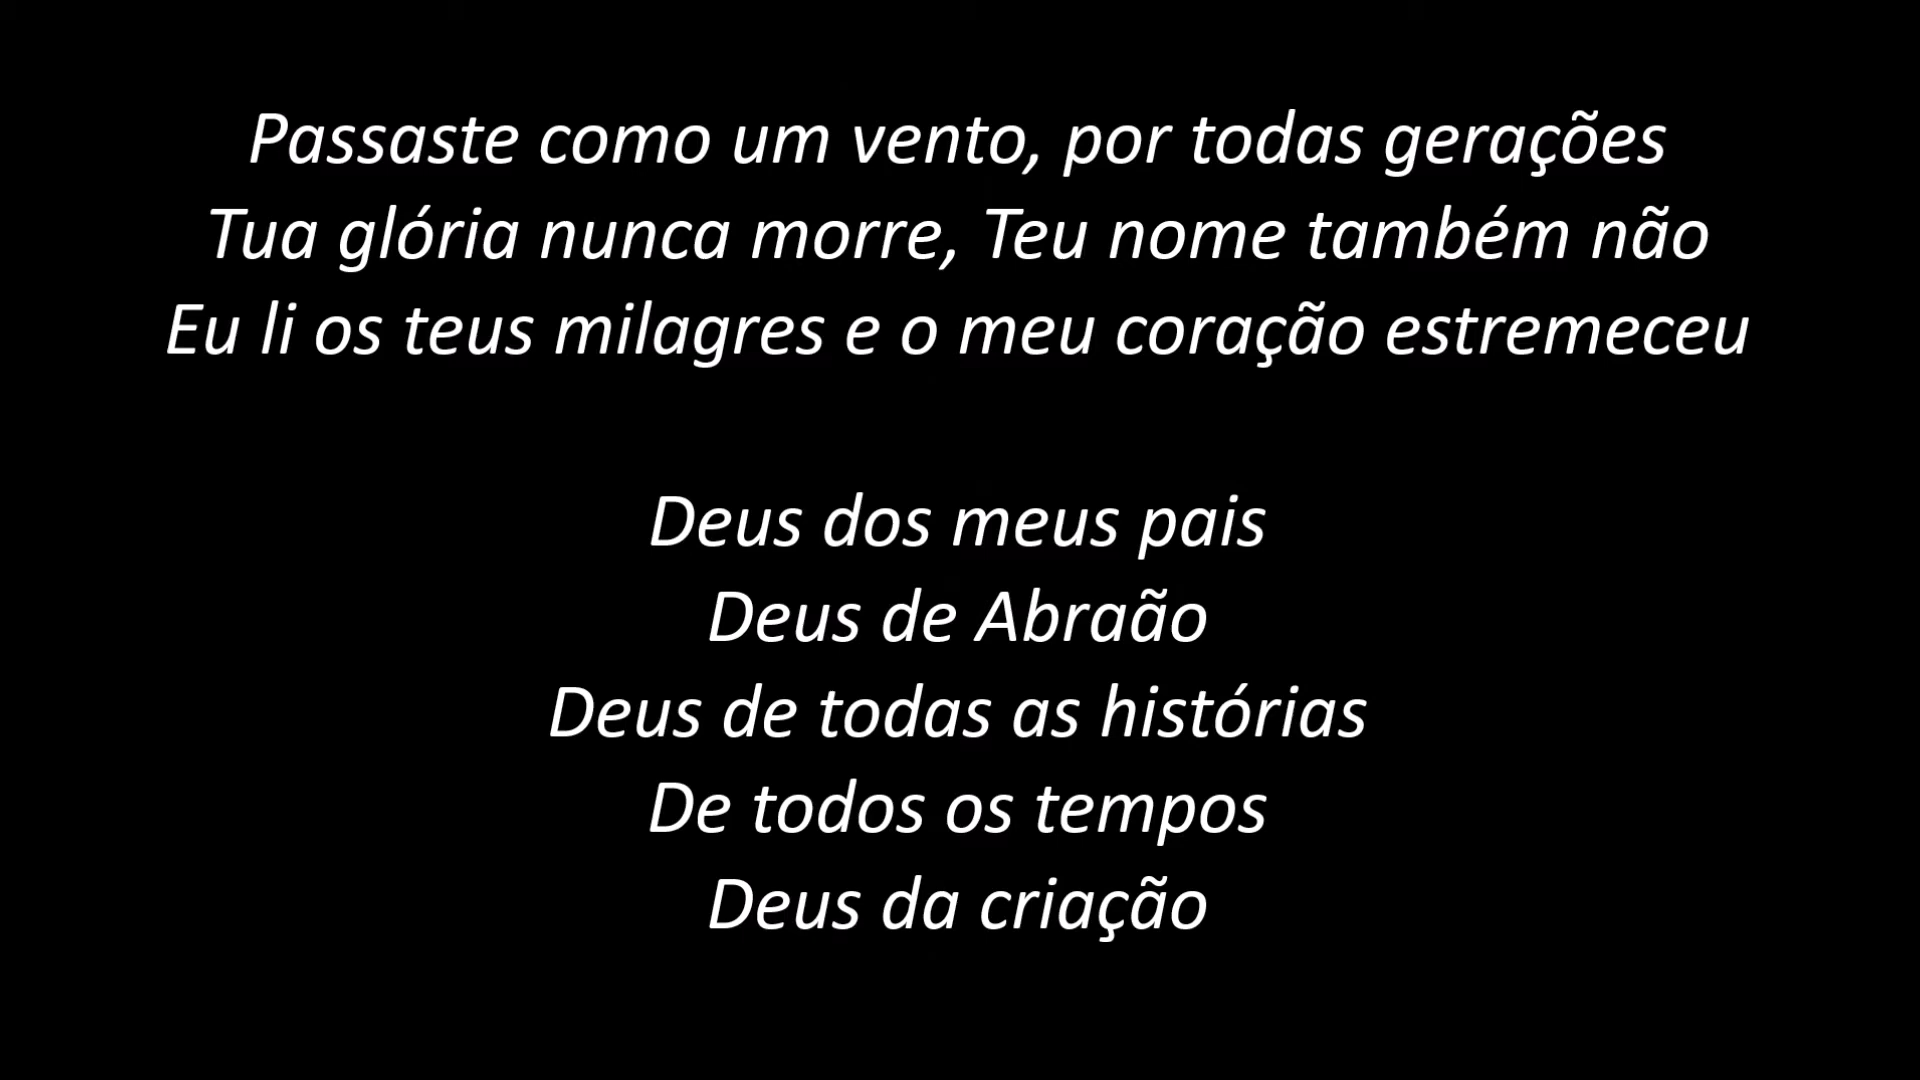 Passaste como um vento, por todas gerações
Tua glória nunca morre, Teu nome também não
Eu li os teus milagres e o meu coração estremeceu
Deus dos meus pais
Deus de Abraão
Deus de todas as histórias
De todos os tempos
Deus da criação